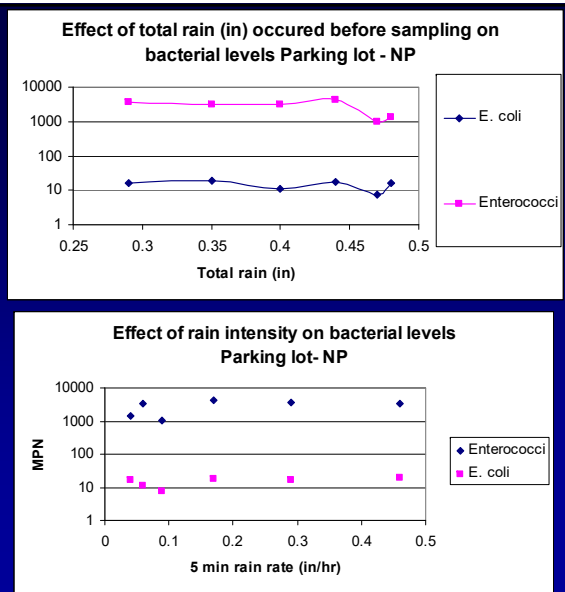 Effect of total rain (in) occured before sampling on
bacterial levels Parking lot - NP
10000
1000
100
10
1
0.25 0.3 0.35 0.4 0.45 0.5
Total rain (in)
E. coli
Enterococci
Effect of rain intensity on bacterial levels
Parking lot- NP
MPN
10000
1000
100
10
1
0 0.1 0.2 0.3 0.4 0.5
5 min rain rate (in/hr)
Enterococci
E. coli